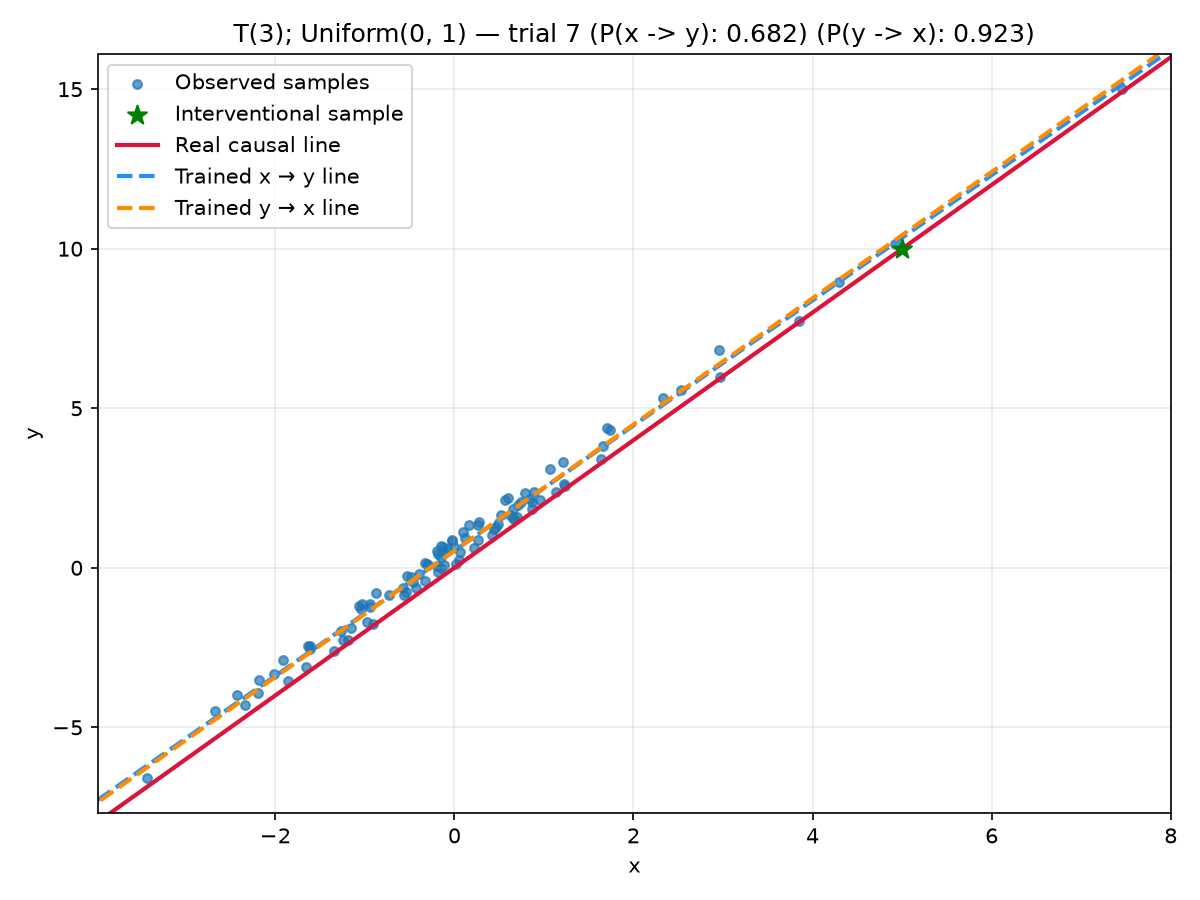 T(3); Uniform(0, 1) — trial 7 (P(x -> y): 0.682) (P(y -> x): 0.923)
Observed samples
Interventional sample
Real causal line
Trained x → y line
Trained y → x line
15
10
5
0
−5
y
−2 0 2 4 6 8
x